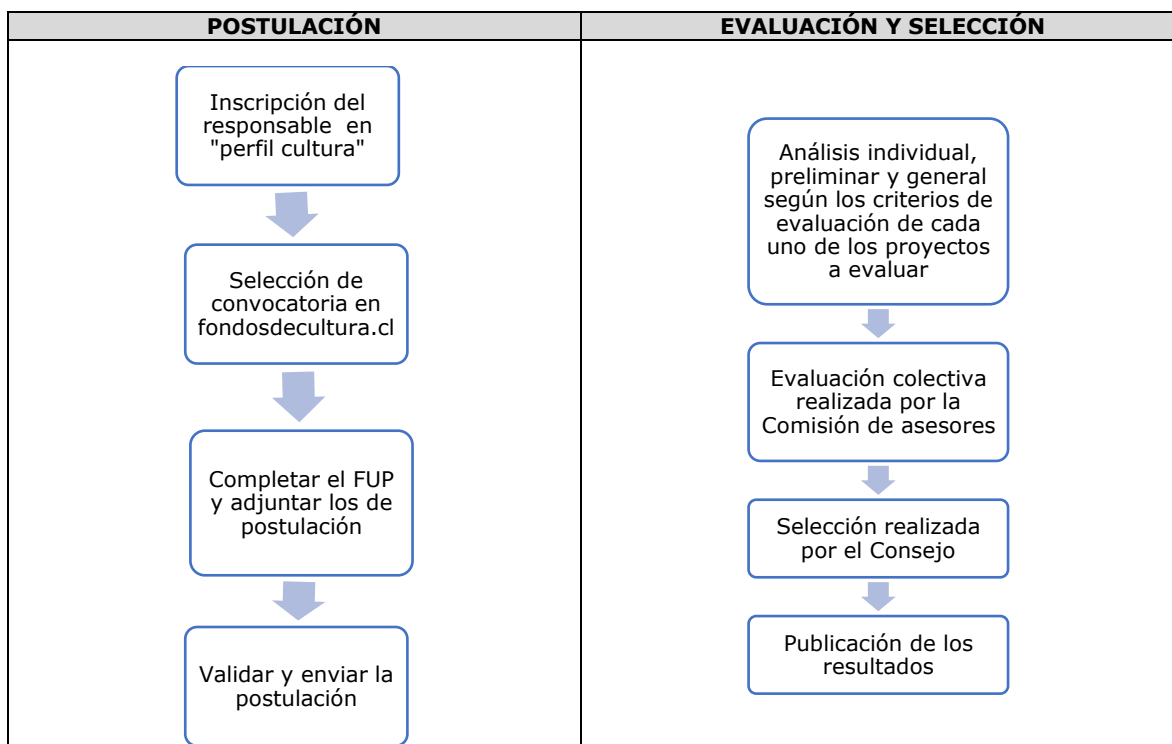 POSTULACIÓN
Inscripción del
responsable en
"perfil cultura"
Selección de
convocatoria en
fondosdecultura.cl
Completar el FUP
y adjuntar los de
postulación
Validar y enviar la
postulación
EVALUACIÓN Y SELECCIÓN
Análisis individual,
preliminar y general
según los criterios de
evaluación de cada
uno de los proyectos
a evaluar
Evaluación colectiva
realizada por la
Comisión de asesores
Selección realizada
por el Consejo
Publicación de los
resultados